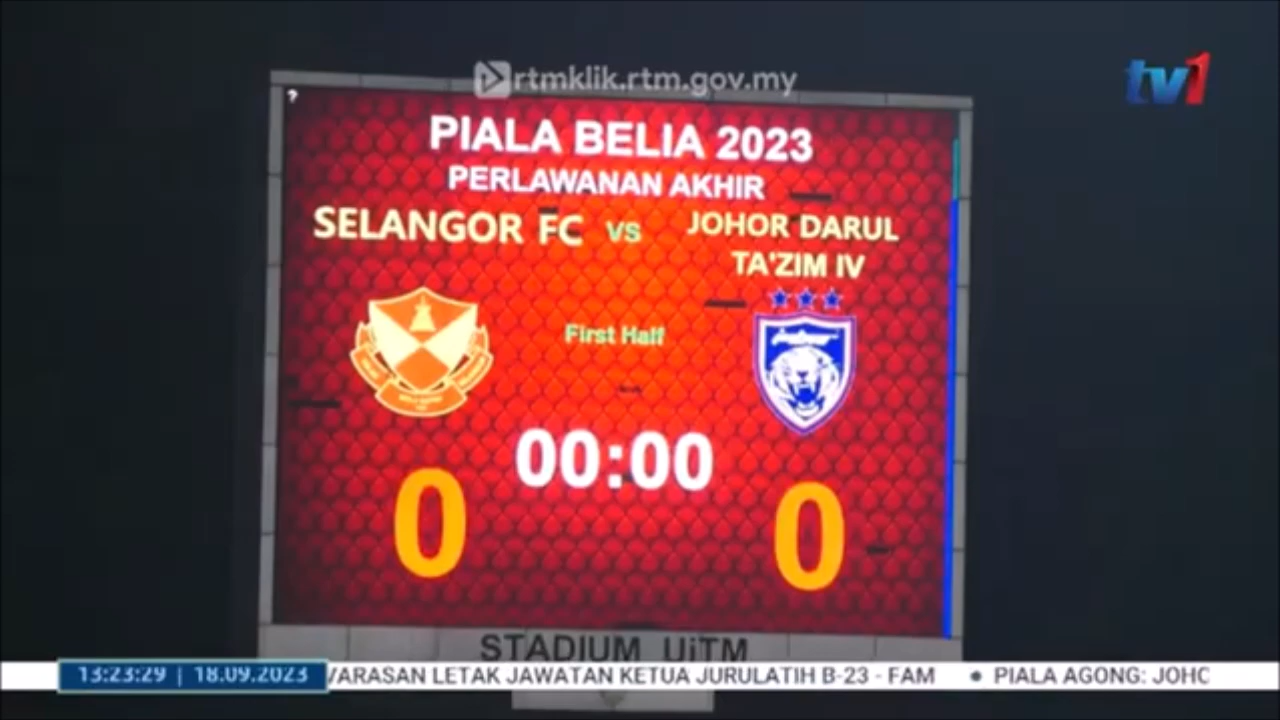 rtmklik.rtm.gov.my
tv1
?
PIALA BELIA 2023
PERLAWANAN AKHIR
SELANGOR FC VS JOHOR DARUL
TA'ZIM IV
First Half
00:00
0 0
STADIUM UiTM
13:23:29 | 18.09.2023 VARASAN LETAK JAWATAN KETUA JURULATIH B-23 - FAM • PIALA AGONG: JOHO